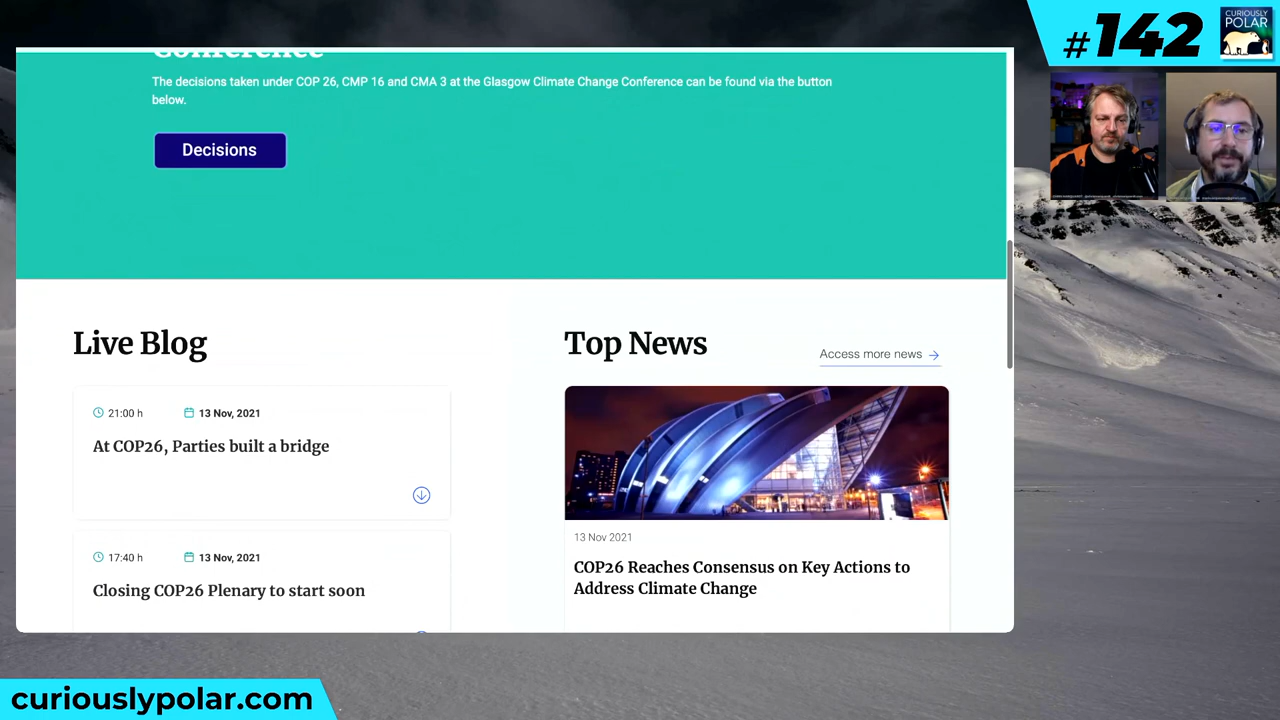 #142
CURIOUSLY
POLAR
Conference
The decisions taken under COP 26, CMP 16 and CMA 3 at the Glasgow Climate Change Conference can be found via the button
below.
Decisions
Live Blog
21:00 h 13 Nov, 2021
At COP26, Parties built a bridge
17:40 h 13 Nov, 2021
Closing COP26 Plenary to start soon
Top News
Access more news
13 Nov 2021
COP26 Reaches Consensus on Key Actions to
Address Climate Change
curiouslypolar.com